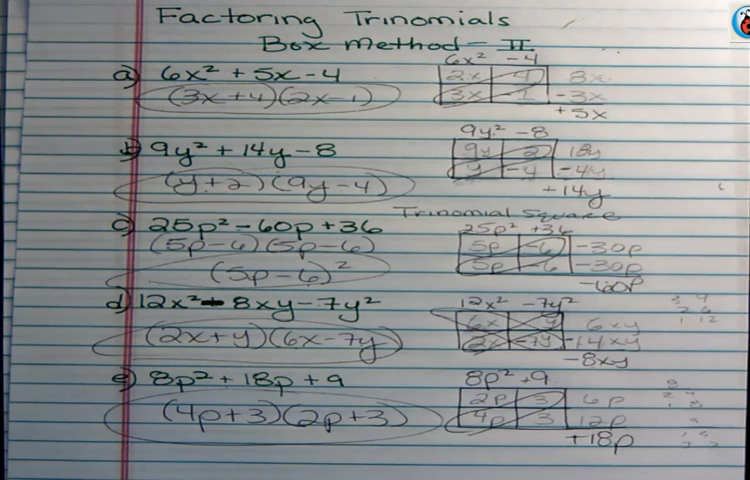 Factoring Trinomials
Box Method - II
a) 6x² + 5x - 4
(3x+4)(2x-1)
6x² -4
2x 4 8x
3x -1 -3x
+5x
b) 9y² + 14y - 8
(y+2)(9y-4)
9y² -8
9y 2 18y
y -4 -4y
+14y
c) 25p² - 60p + 36
(5p-6)(5p-6)
(5p-6)²
Trinomial Square
25p² +36
5p -6 -30p
5p -6 -30p
-60p
d) 12x² - 8xy - 7y²
(2x+y)(6x-7y)
12x² -7y²
6x y 6xy
2x -7y -14xy
-8xy
e) 8p² + 18p + 9
(4p+3)(2p+3)
8p² +9
2p 3 6p
4p 3 12p
+18p